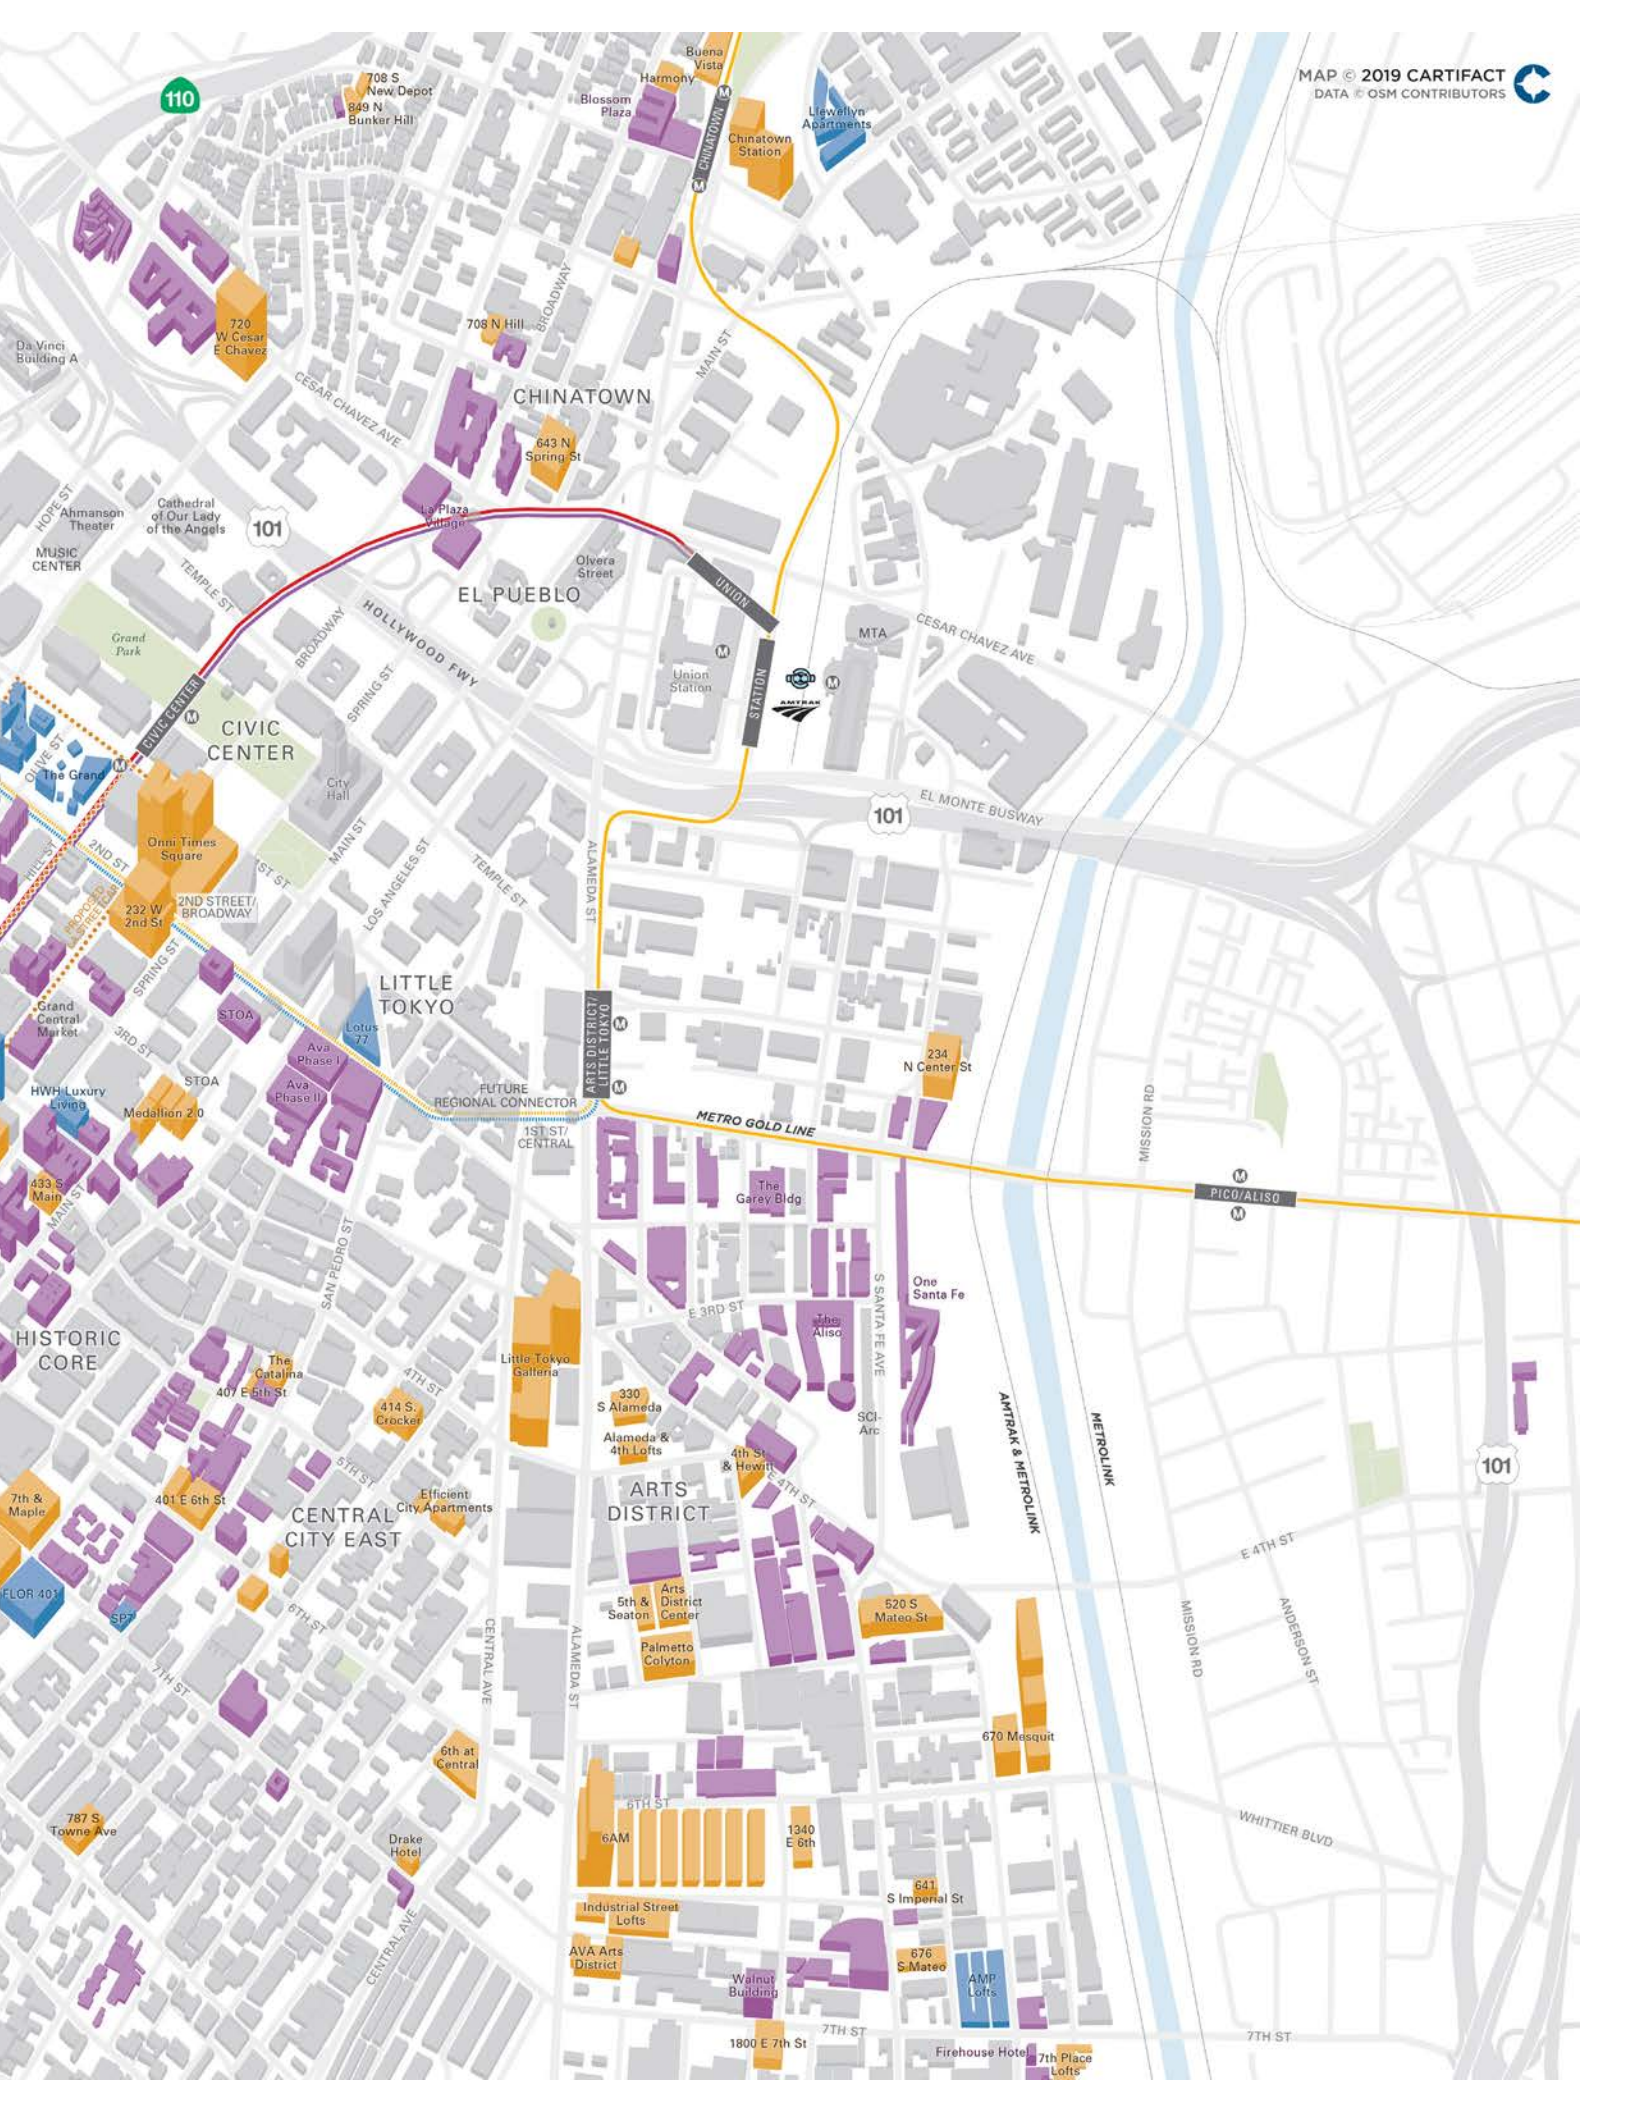 MAP © 2019 CARTIFACT
DATA © OSM CONTRIBUTORS
110
708 S
New Depot
849 N
Bunker Hill
Buena
Vista
Harmony
Blossom
Plaza
CHINATOWN
M
M
Chinatown
Station
Llewellyn
Apartments
720
W Cesar
E Chavez
Da Vinci
Building A
708 N Hill
BROADWAY
MAIN ST
CESAR CHAVEZ AVE
CHINATOWN
643 N
Spring St
HOPE ST
Ahmanson
Theater
Cathedral
of Our Lady
of the Angels
101
La Plaza
Village
MUSIC
CENTER
TEMPLE ST
Olvera
Street
EL PUEBLO
UNION
STATION
M
Union
Station
MTA
M
AMTRAK
CESAR CHAVEZ AVE
Grand
Park
BROADWAY
HOLLYWOOD FWY
SPRING ST
CIVIC CENTER
M
M
CIVIC
CENTER
OLIVE ST
The Grand
City
Hall
101
EL MONTE BUSWAY
Onni Times
Square
MAIN ST
1ST ST
LOS ANGELES ST
TEMPLE ST
ALAMEDA ST
2ND ST
HILL ST
PROPOSED
LA STREETCAR
232 W
2nd St
2ND STREET/
BROADWAY
SPRING ST
LITTLE
TOKYO
Grand
Central
Market
3RD ST
STOA
Lotus
77
Ava
Phase I
Ava
Phase II
ARTS DISTRICT/
LITTLE TOKYO
M
M
234
N Center St
HWH Luxury
Living
STOA
Medallion 2.0
FUTURE
REGIONAL CONNECTOR
1ST ST/
CENTRAL
METRO GOLD LINE
MISSION RD
M
PICO/ALISO
M
433 S
Main
MAIN ST
The
Garey Bldg
SAN PEDRO ST
One
Santa Fe
S SANTA FE AVE
E 3RD ST
The
Aliso
HISTORIC
CORE
Little Tokyo
Galleria
The
Catalina
407 E 5th St
4TH ST
414 S.
Crocker
330
S Alameda
Alameda &
4th Lofts
SCI-
Arc
AMTRAK & METROLINK
METROLINK
101
4th St
& Hewitt
E 4TH ST
5TH ST
7th &
Maple
401 E 6th St
CENTRAL
CITY EAST
Efficient
City Apartments
ARTS
DISTRICT
E 4TH ST
FLOR 401
SP7
6TH ST
5th &
Seaton
Arts
District
Center
Palmetto
Colyton
520 S
Mateo St
CENTRAL AVE
ALAMEDA ST
MISSION RD
ANDERSON ST
7TH ST
670 Mesquit
6th at
Central
6TH ST
787 S
Towne Ave
Drake
Hotel
6AM
1340
E 6th
WHITTIER BLVD
641
S Imperial St
Industrial Street
Lofts
CENTRAL AVE
AVA Arts
District
676
S Mateo
AMP
Lofts
Walnut
Building
1800 E 7th St
7TH ST
7TH ST
Firehouse Hotel
7th Place
Lofts